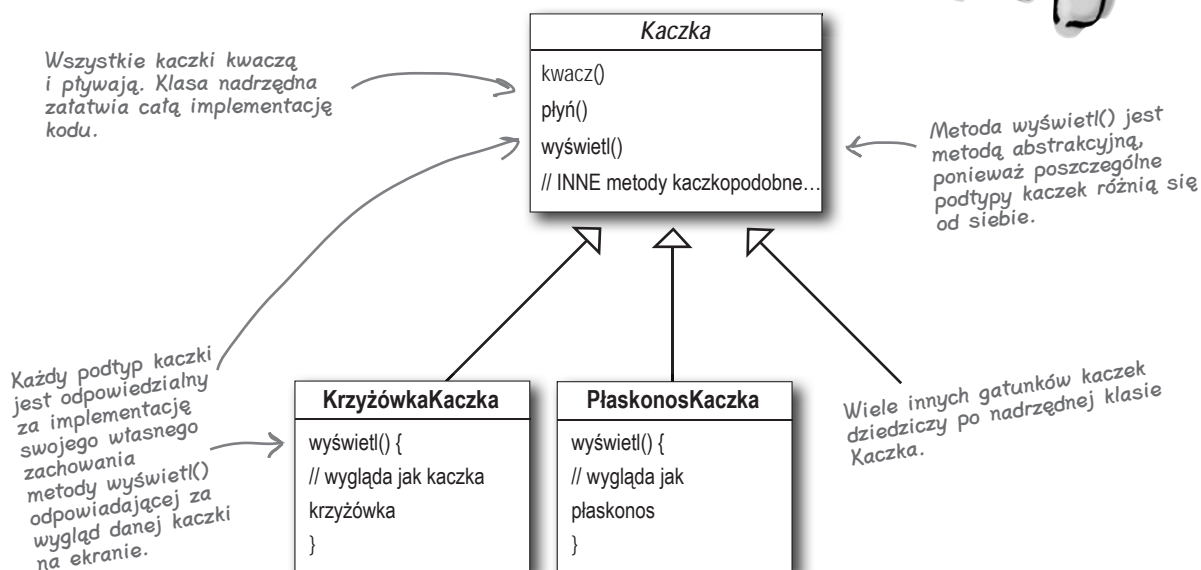 Wszystkie kaczki kwaczą
i pływają. Klasa nadrzędna
załatwia całą implementację
kodu.
Kaczka
kwacz()
płyń()
wyświetl()
// INNE metody kaczkopodobne…
Metoda wyświetl() jest
metodą abstrakcyjną,
ponieważ poszczególne
podtypy kaczek różnią się
od siebie.
Każdy podtyp kaczki
jest odpowiedzialny
za implementację
swojego własnego
zachowania
metody wyświetl()
odpowiadającej za
wygląd danej kaczki
na ekranie.
KrzyżówkaKaczka
wyświetl() {
// wygląda jak kaczka
krzyżówka
}
PłaskonosKaczka
wyświetl() {
// wygląda jak
płaskonos
}
Wiele innych gatunków kaczek
dziedziczy po nadrzędnej klasie
Kaczka.